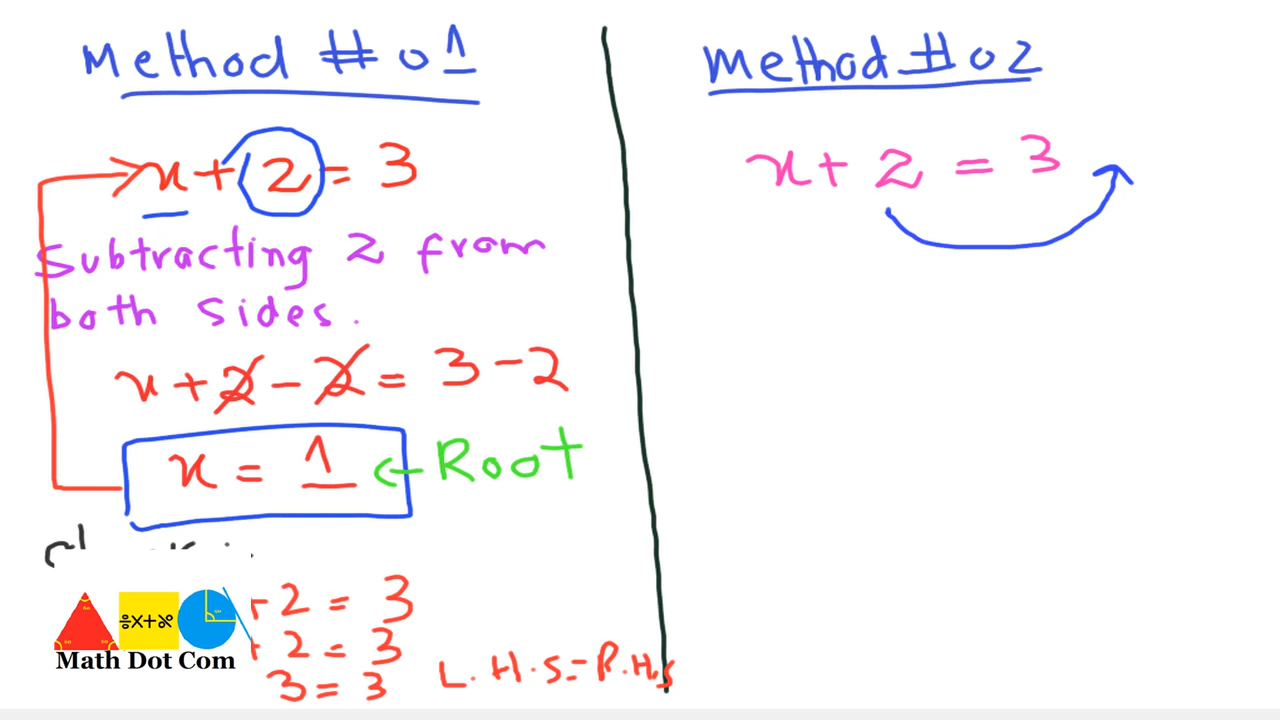 Method # 01
x + 2 = 3
Subtracting 2 from
both sides.
x + 2 - 2 = 3 - 2
x = 1 ← Root
+ 2 = 3
+ 2 = 3
3 = 3
L.H.S = R.H.S
÷×+%
Math Dot Com
Method # 02
x + 2 = 3